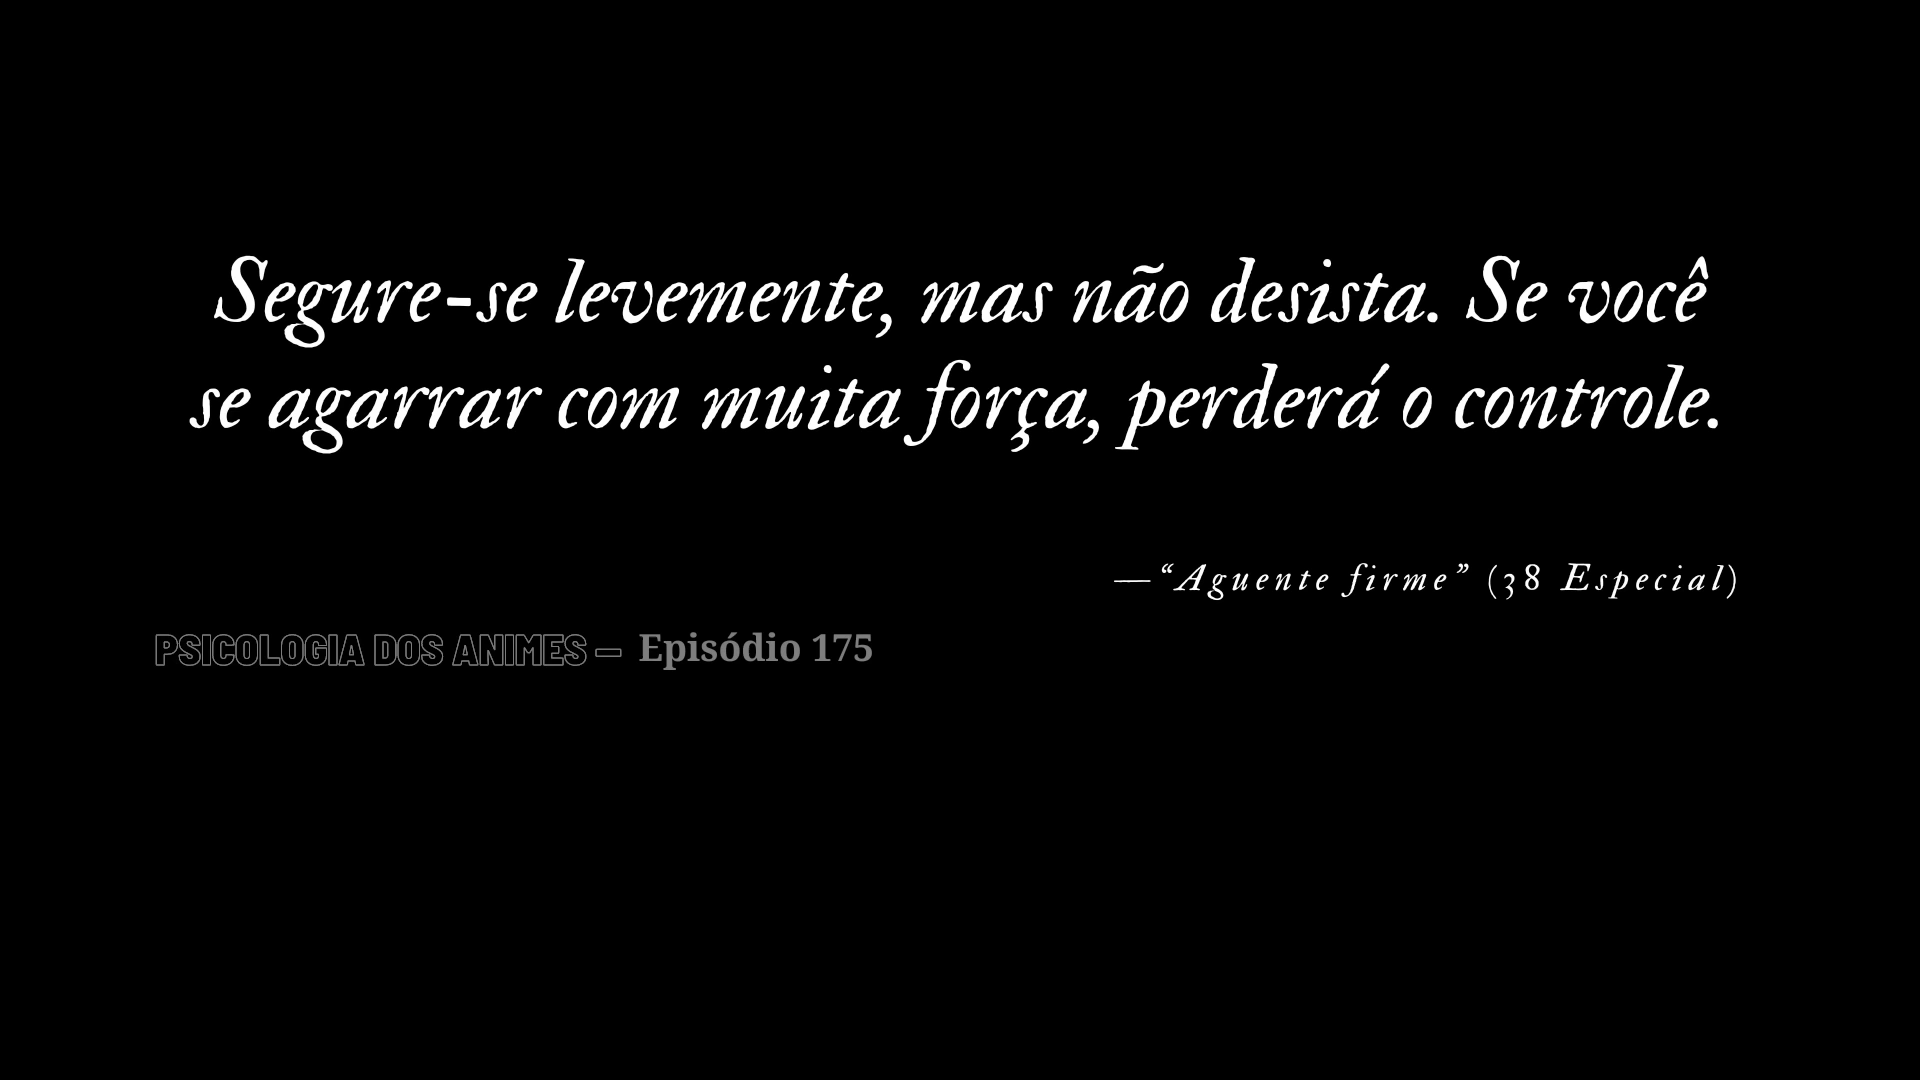 Segure-se levemente, mas não desista. Se você
se agarrar com muita força, perderá o controle.
—“Aguente firme” (38 Especial)
PSICOLOGIA DOS ANIMES — Episódio 175